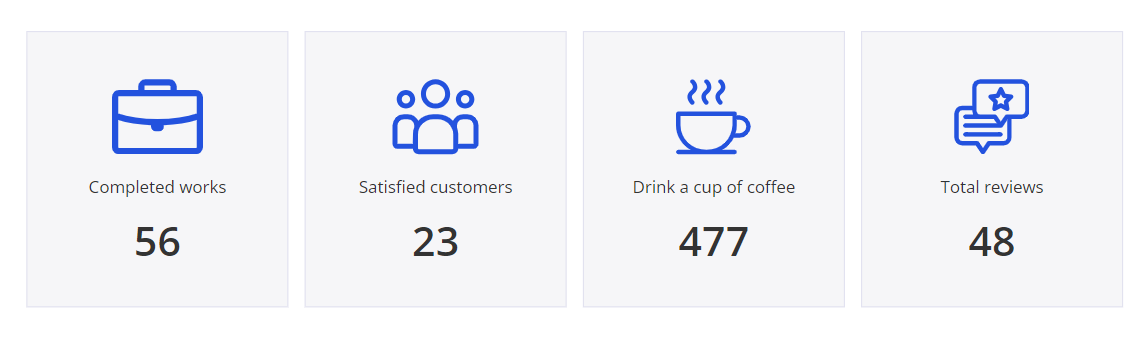 Completed works
56
Satisfied customers
23
Drink a cup of coffee
477
Total reviews
48